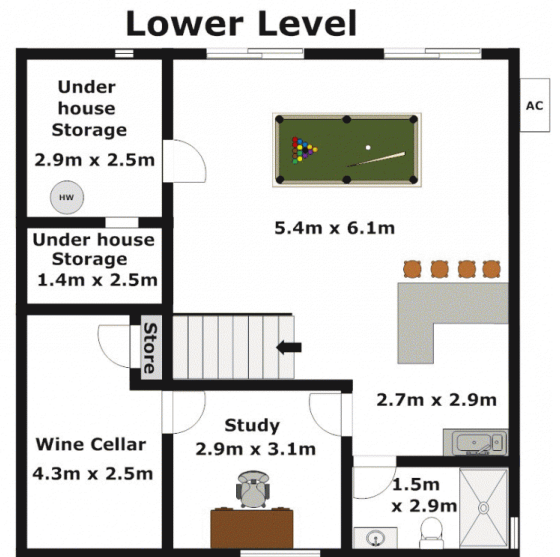 Lower Level
Under
house
Storage
2.9m x 2.5m
HW
AC
Under house
Storage
1.4m x 2.5m
5.4m x 6.1m
Store
2.7m x 2.9m
Study
2.9m x 3.1m
Wine Cellar
4.3m x 2.5m
1.5m
x 2.9m